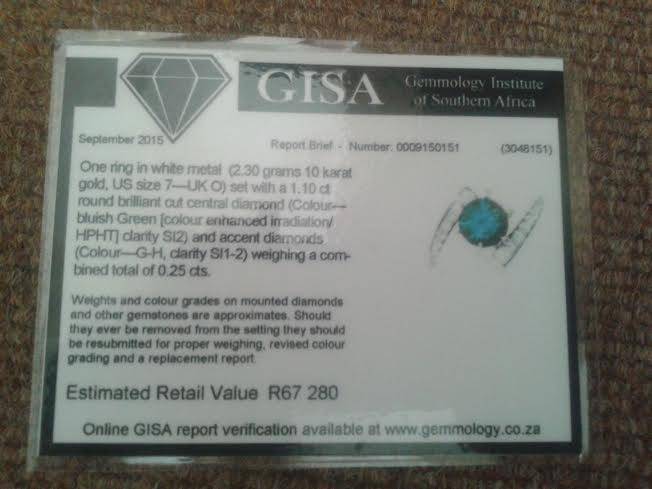 GISA
Gemmology Institute
of Southern Africa
September 2015
Report Brief - Number: 0009150151
(3048151)
One ring in white metal (2.30 grams 10 karat
gold, US size 7—UK O) set with a 1.10 ct
round brilliant cut central diamond (Colour—
bluish Green [colour enhanced irradiation/
HPHT] clarity SI2) and accent diamonds
(Colour—G-H, clarity SI1-2) weighing a com-
bined total of 0.25 cts.
Weights and colour grades on mounted diamonds
and other gemstones are approximates. Should
they ever be removed from the setting they should
be resubmitted for proper weighing, revised colour
grading and a replacement report.
Estimated Retail Value R67 280
Online GISA report verification available at www.gemmology.co.za